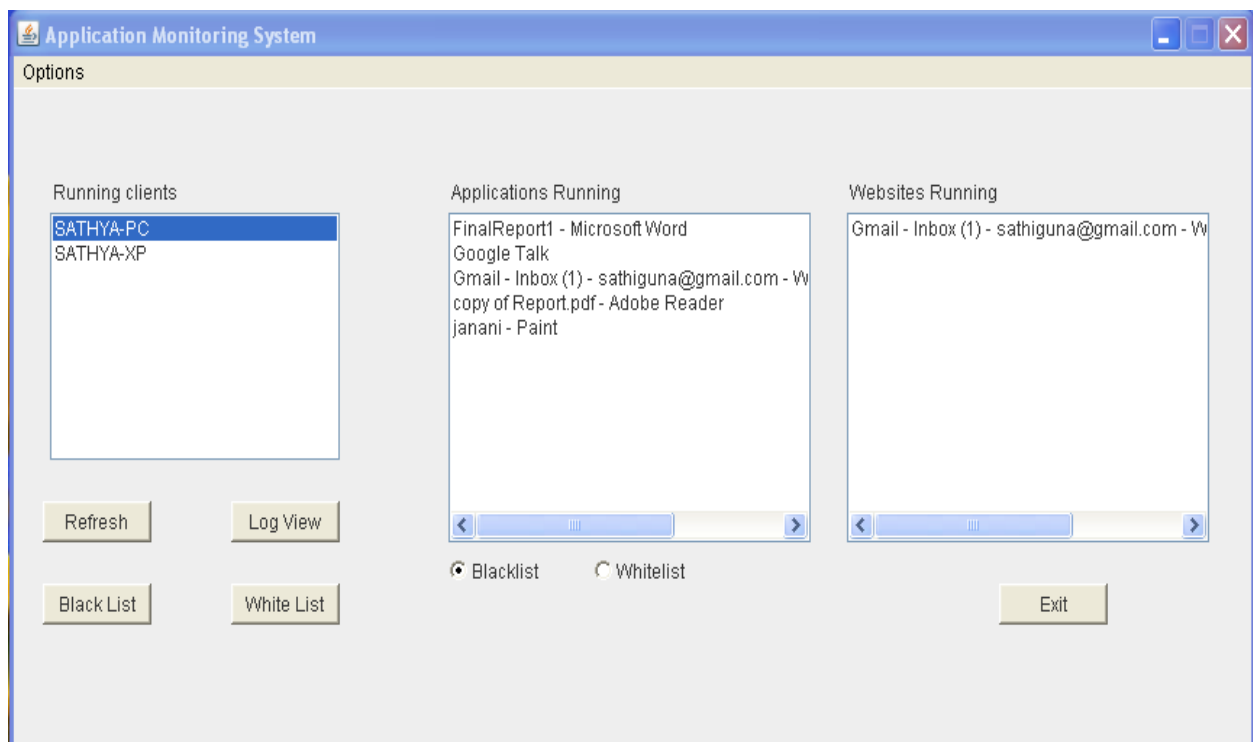 Application Monitoring System
Options
Running clients
SATHYA-PC
SATHYA-XP
Refresh
Log View
Black List
White List
Applications Running
FinalReport1 - Microsoft Word
Google Talk
Gmail - Inbox (1) - sathiguna@gmail.com - W
copy of Report.pdf - Adobe Reader
janani - Paint
Blacklist
Whitelist
Websites Running
Gmail - Inbox (1) - sathiguna@gmail.com - W
Exit